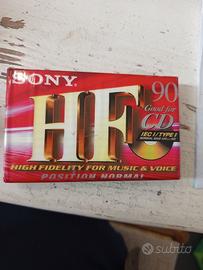 SONY
HF
90
Good for
CD
IEC I / TYPE I
HIGH FIDELITY FOR MUSIC & VOICE
POSITION NORMAL
subito